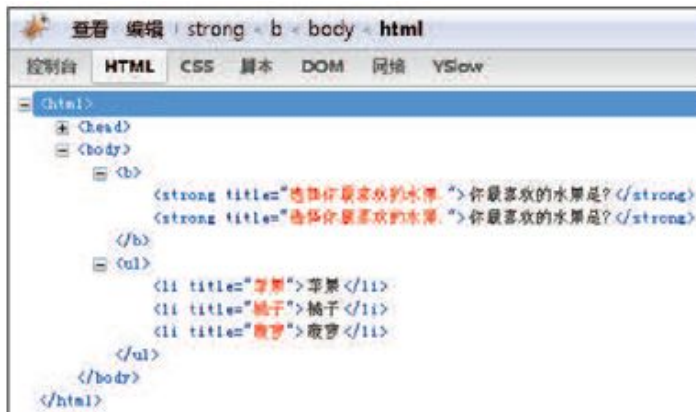 查看 编辑 strong < b < body < html
控制台 HTML CSS 脚本 DOM 网络 YSlow
<html>
<head>
<body>
<b>
<strong title="选择你最喜欢的水果.">你最喜欢的水果是?</strong>
<strong title="选择你最喜欢的水果.">你最喜欢的水果是?</strong>
</b>
<ul>
<li title="苹果">苹果</li>
<li title="橘子">橘子</li>
<li title="菠萝">菠萝</li>
</ul>
</body>
</html>